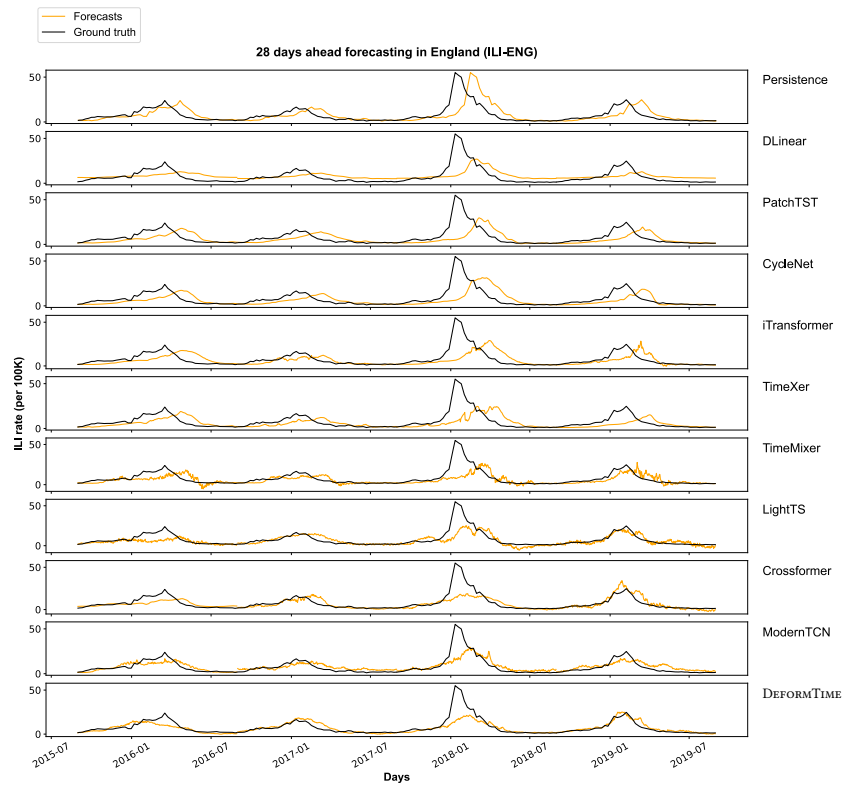 Forecasts
Ground truth
28 days ahead forecasting in England (ILI-ENG)
50
0
Persistence
50
0
DLinear
50
0
PatchTST
50
0
CycleNet
50
0
iTransformer
50
0
TimeXer
50
0
TimeMixer
50
0
LightTS
50
0
Crossformer
50
0
ModernTCN
50
0
DEFORMTIME
ILI rate (per 100K)
2015-07 2016-01 2016-07 2017-01 2017-07 2018-01 2018-07 2019-01 2019-07
Days